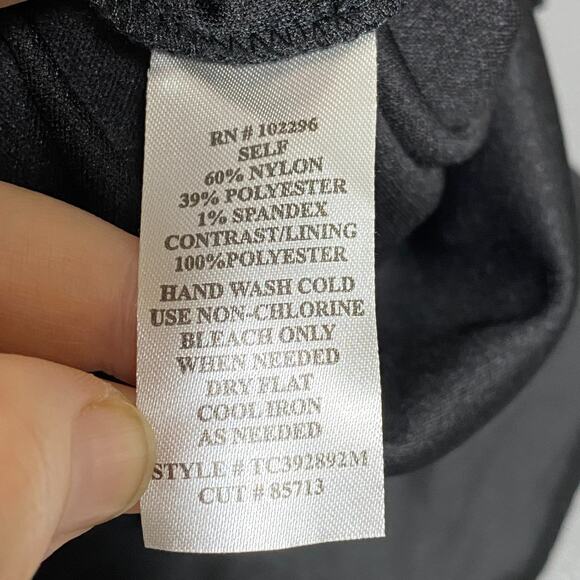 RN # 102296
SELF
60% NYLON
39% POLYESTER
1% SPANDEX
CONTRAST/LINING
100%POLYESTER
HAND WASH COLD
USE NON-CHLORINE
BLEACH ONLY
WHEN NEEDED
DRY FLAT
COOL IRON
AS NEEDED
STYLE # TC392892M
CUT # 85713